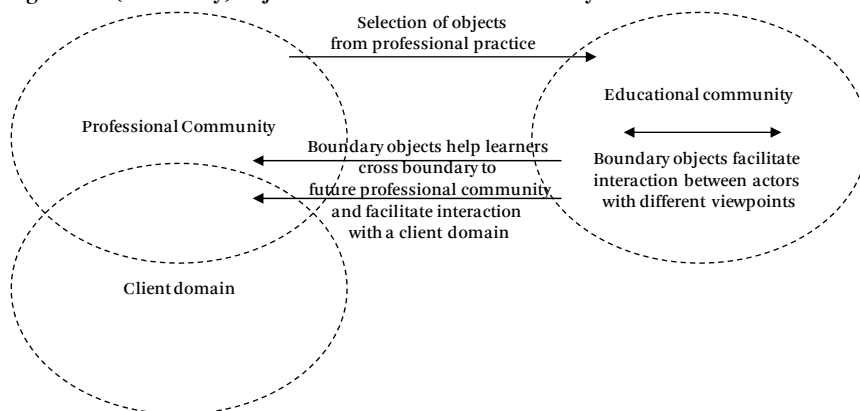 Selection of objects
from professional practice
Educational community
Professional Community
Boundary objects help learners
cross boundary to
future professional community
and facilitate interaction
with a client domain
Boundary objects facilitate
interaction between actors
with different viewpoints
Client domain